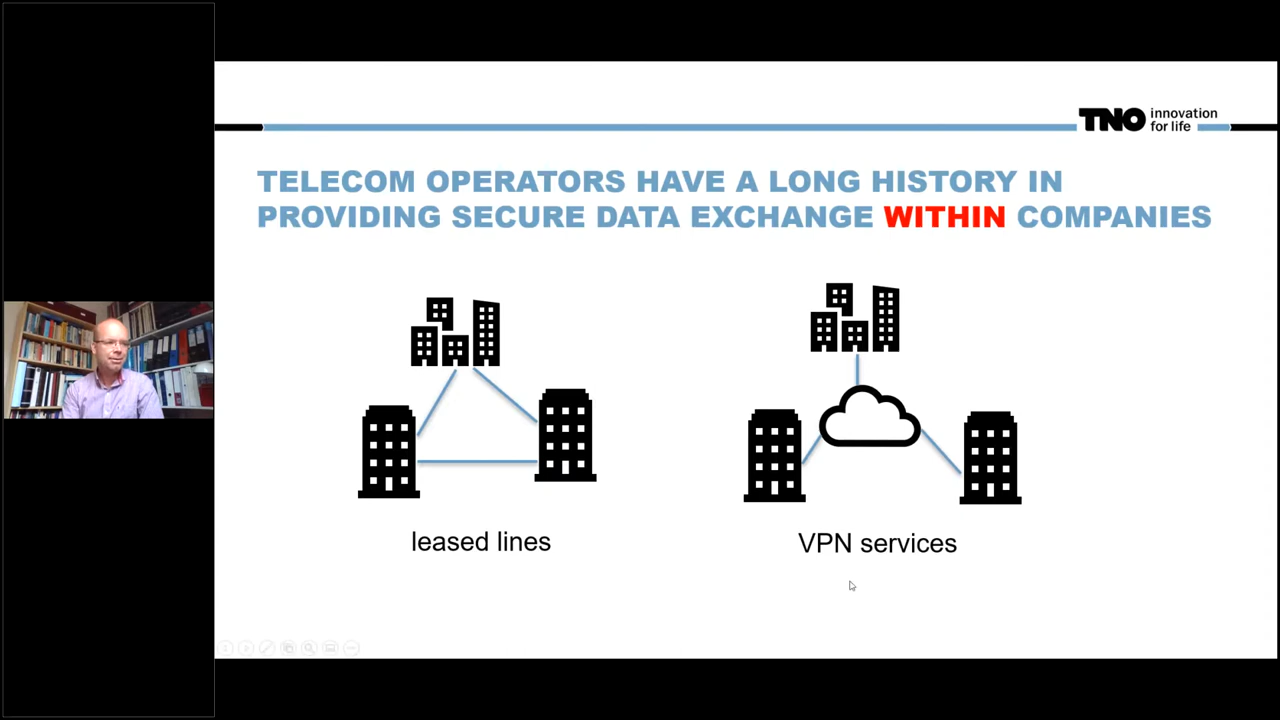 TNO innovation
for life
TELECOM OPERATORS HAVE A LONG HISTORY IN
PROVIDING SECURE DATA EXCHANGE WITHIN COMPANIES
leased lines
VPN services